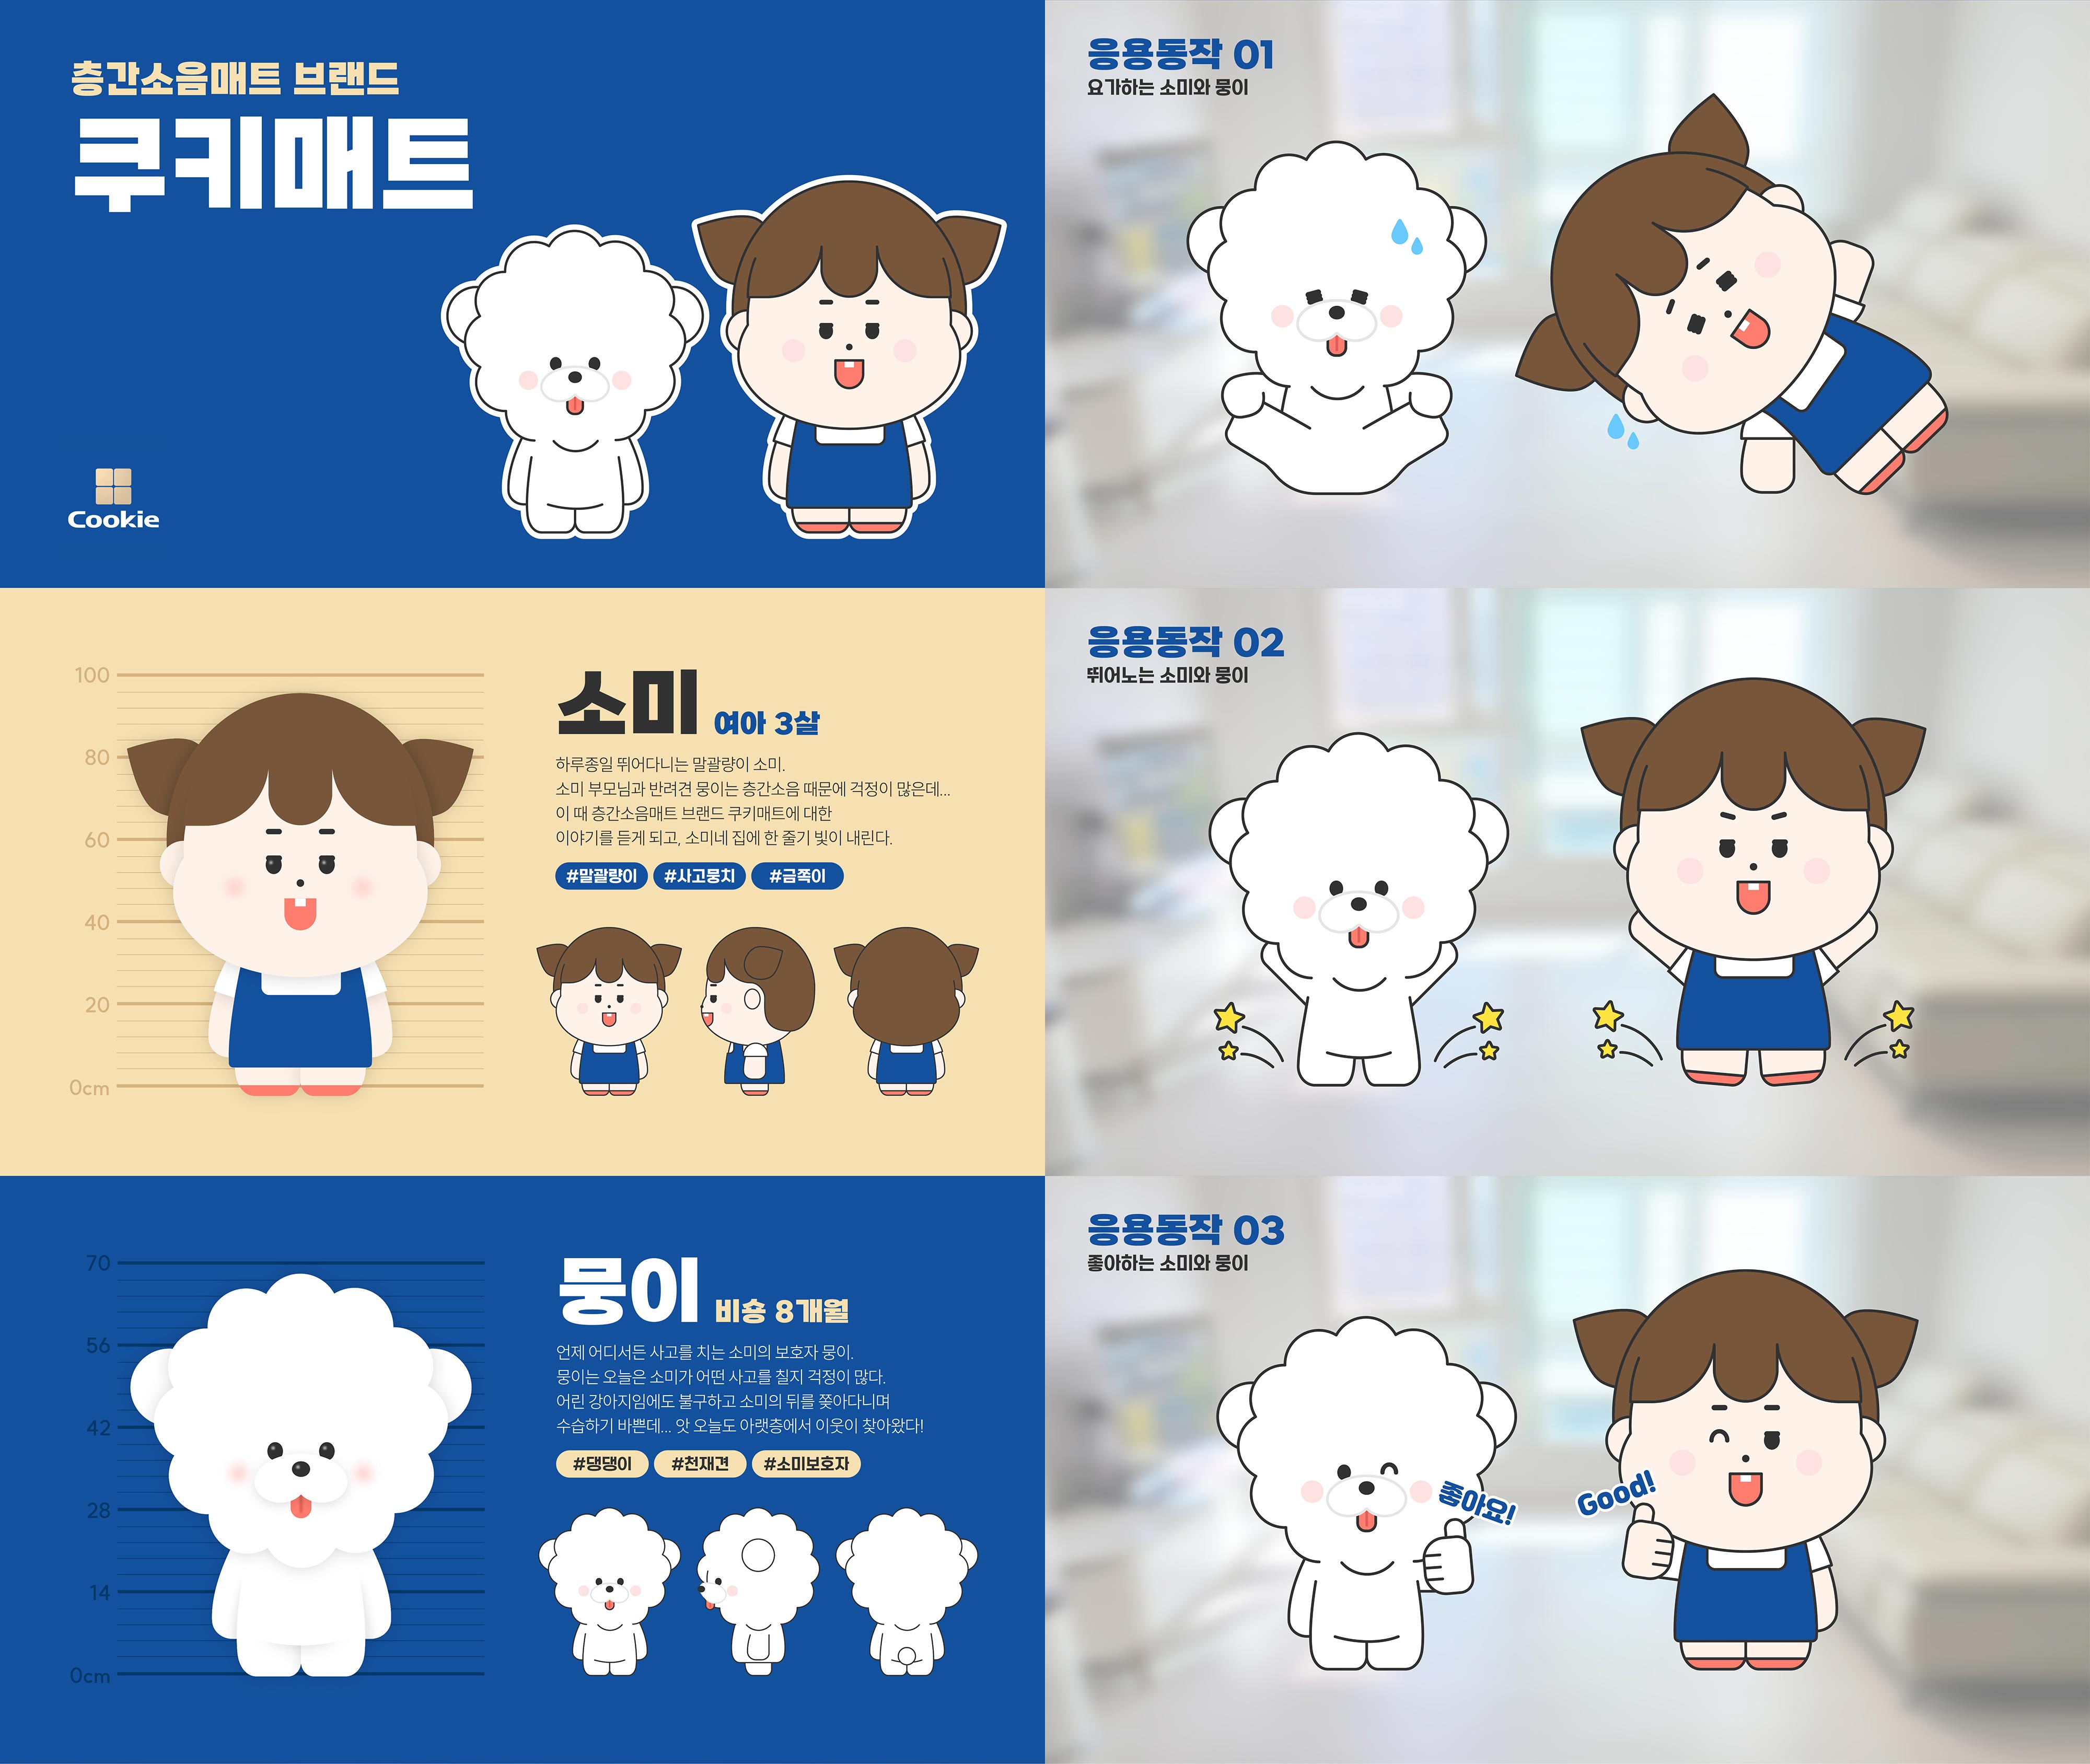 층간소음매트 브랜드
쿠키매트
Cookie
응용동작 01
요가하는 소미와 뭉이
100
80
60
40
20
0cm
소미 여아 3살
하루종일 뛰어다니는 말괄량이 소미.
소미 부모님과 반려견 뭉이는 층간소음 때문에 걱정이 많은데...
이 때 층간소음매트 브랜드 쿠키매트에 대한
이야기를 듣게 되고, 소미네 집에 한 줄기 빛이 내린다.
#말괄량이 #사고뭉치 #금쪽이
응용동작 02
뛰어노는 소미와 뭉이
70
56
42
28
14
0cm
뭉이 비숑 8개월
언제 어디서든 사고를 치는 소미의 보호자 뭉이.
뭉이는 오늘은 소미가 어떤 사고를 칠지 걱정이 많다.
어린 강아지임에도 불구하고 소미의 뒤를 쫒아다니며
수습하기 바쁜데... 앗 오늘도 아랫층에서 이웃이 찾아왔다!
#댕댕이 #천재견 #소미보호자
응용동작 03
좋아하는 소미와 뭉이
좋아요!
Good!